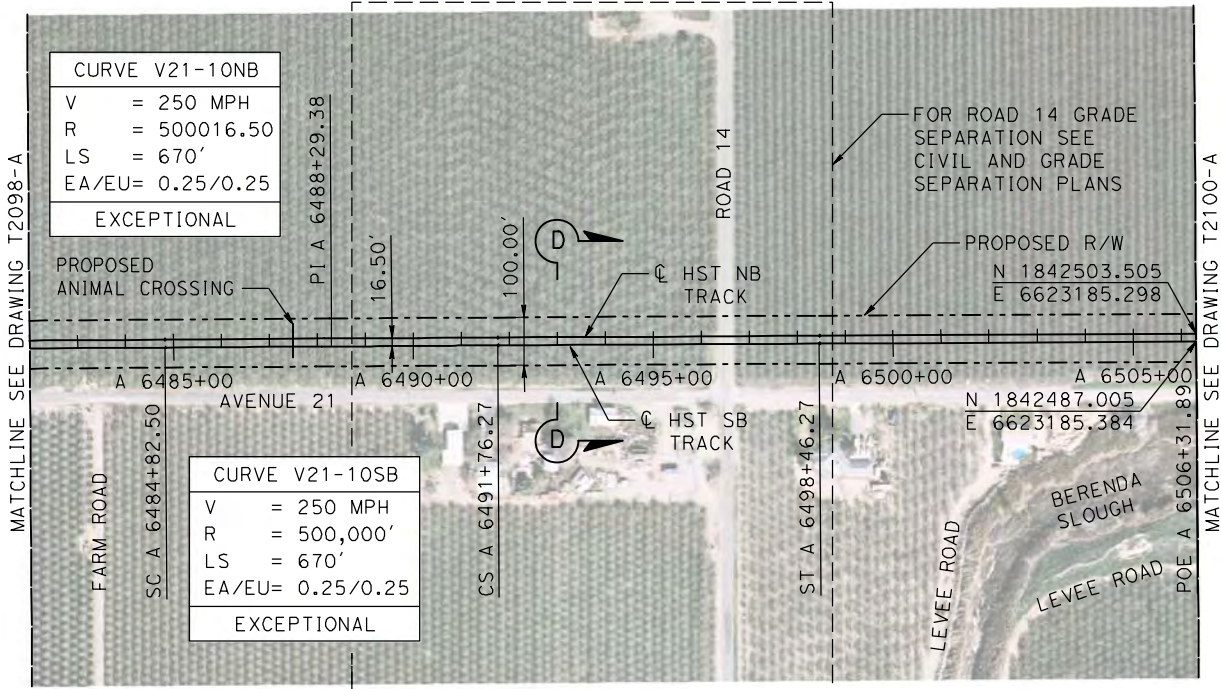 MATCHLINE SEE DRAWING T2098-A
CURVE V21-10NB
V = 250 MPH
R = 500016.50
LS = 670'
EA/EU= 0.25/0.25
EXCEPTIONAL
PI A 6488+29.38
PROPOSED
ANIMAL CROSSING
16.50'
100.00'
D
℄ HST NB
TRACK
ROAD 14
FOR ROAD 14 GRADE
SEPARATION SEE
CIVIL AND GRADE
SEPARATION PLANS
PROPOSED R/W
N 1842503.505
E 6623185.298
MATCHLINE SEE DRAWING T2100-A
A 6485+00
A 6490+00
A 6495+00
A 6500+00
A 6505+00
AVENUE 21
N 1842487.005
E 6623185.384
℄ HST SB
TRACK
D
FARM ROAD
SC A 6484+82.50
CURVE V21-10SB
V = 250 MPH
R = 500,000'
LS = 670'
EA/EU= 0.25/0.25
EXCEPTIONAL
CS A 6491+76.27
ST A 6498+46.27
LEVEE ROAD
BERENDA
SLOUGH
LEVEE ROAD
POE A 6506+31.89